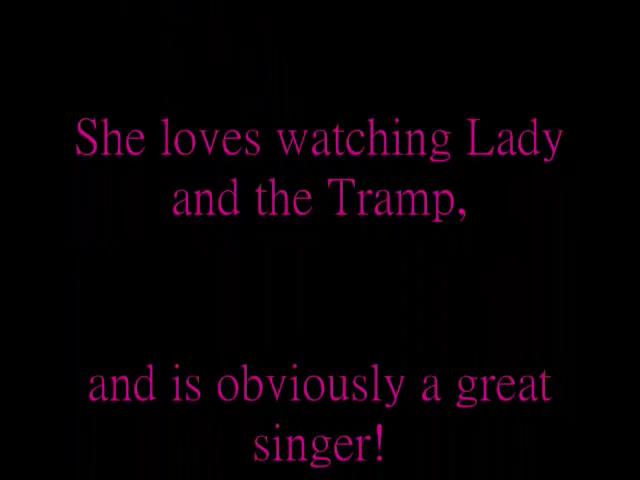 She loves watching Lady
and the Tramp,
and is obviously a great
singer!